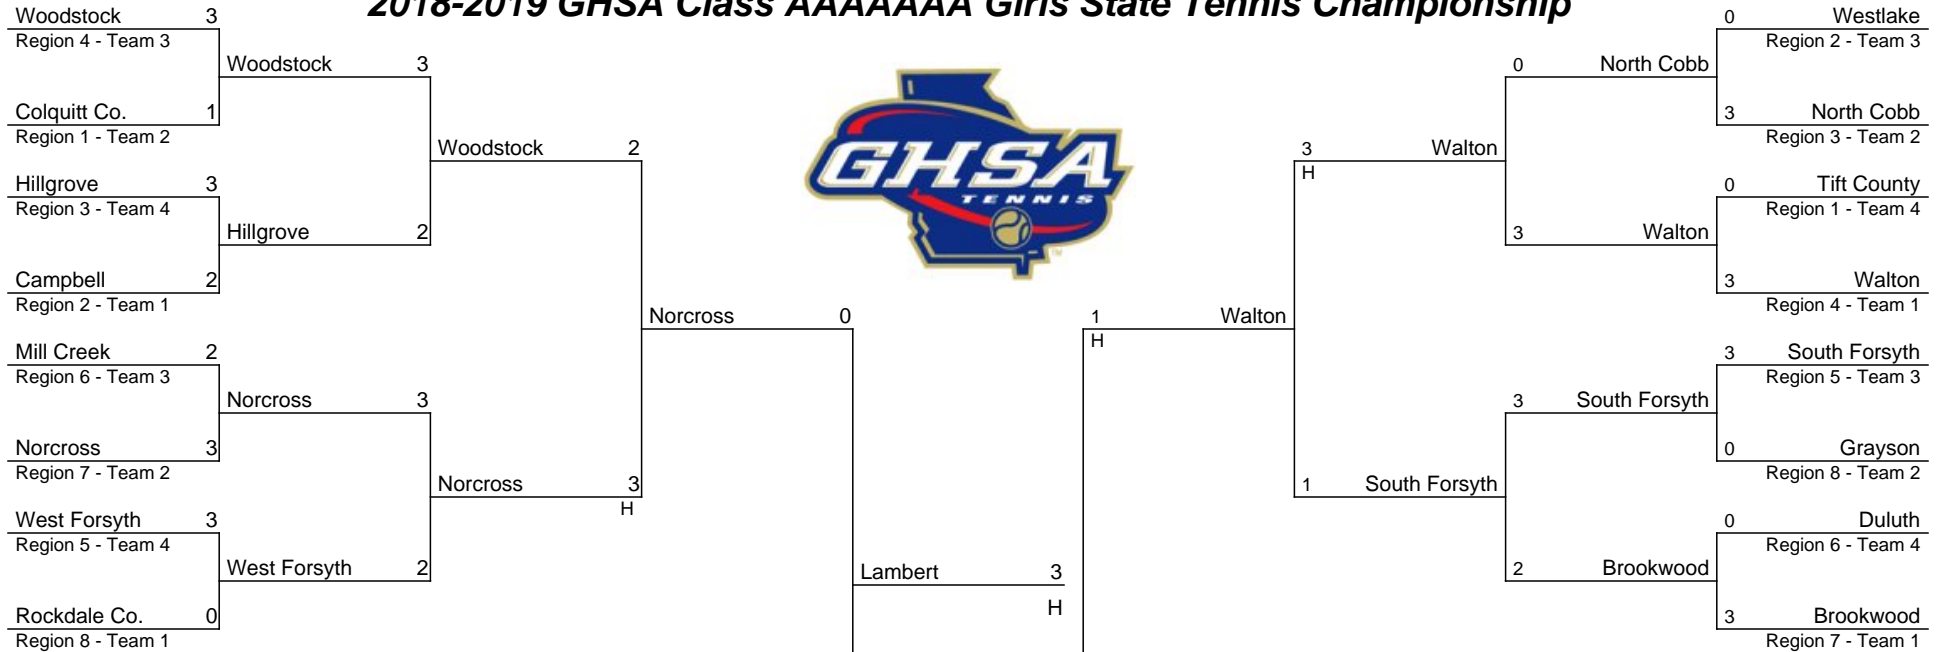 2018-2019 GHSA Class AAAAAAA Girls State Tennis Championship
Woodstock 3
Region 4 - Team 3
Woodstock 3
Colquitt Co. 1
Region 1 - Team 2
Woodstock 2
Hillgrove 3
Region 3 - Team 4
Hillgrove 2
Campbell 2
Region 2 - Team 1
Norcross 0
Mill Creek 2
Region 6 - Team 3
Norcross 3
Norcross 3
Region 7 - Team 2
Norcross 3
H
West Forsyth 3
Region 5 - Team 4
West Forsyth 2
Rockdale Co. 0
Region 8 - Team 1
Lambert 3
H
GHSA
TENNIS
TM
0 Westlake
Region 2 - Team 3
0 North Cobb
3 North Cobb
Region 3 - Team 2
3 Walton
H
0 Tift County
Region 1 - Team 4
3 Walton
3 Walton
Region 4 - Team 1
1 Walton
H
3 South Forsyth
Region 5 - Team 3
3 South Forsyth
0 Grayson
Region 8 - Team 2
1 South Forsyth
0 Duluth
Region 6 - Team 4
2 Brookwood
3 Brookwood
Region 7 - Team 1